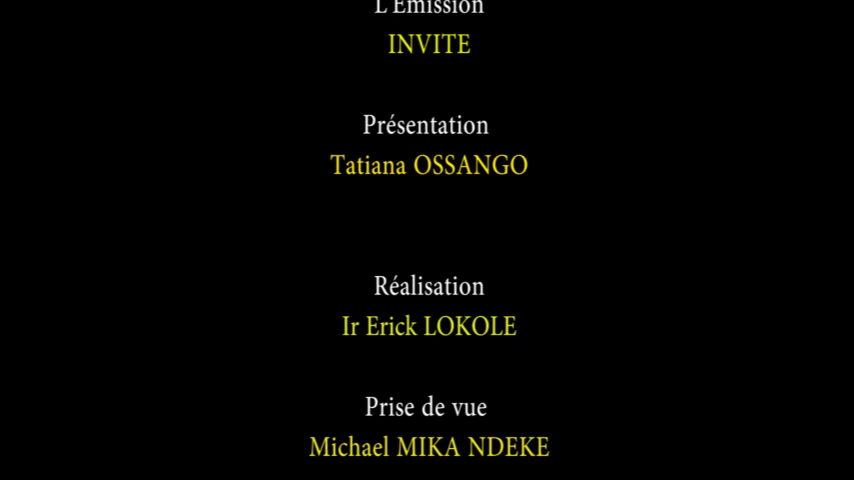 L'Emission
INVITE
Présentation
Tatiana OSSANGO
Réalisation
Ir Erick LOKOLE
Prise de vue
Michael MIKA NDEKE